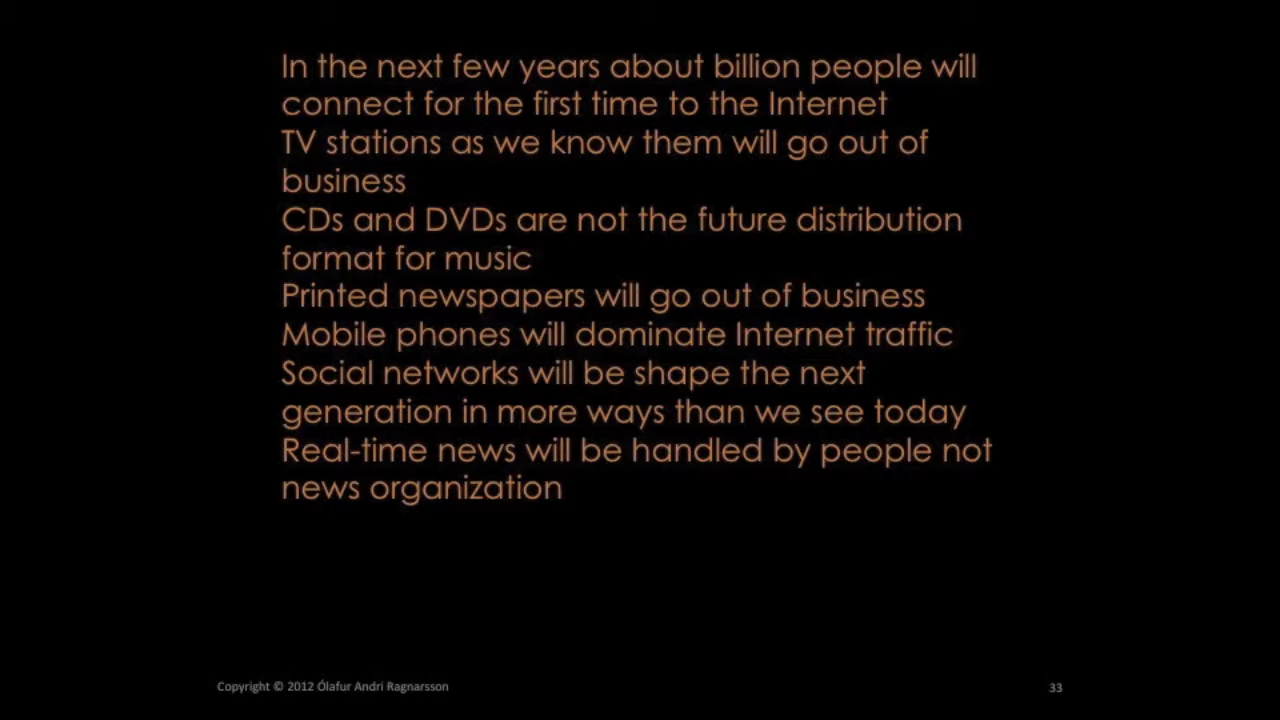 In the next few years about billion people will
connect for the first time to the Internet
TV stations as we know them will go out of
business
CDs and DVDs are not the future distribution
format for music
Printed newspapers will go out of business
Mobile phones will dominate Internet traffic
Social networks will be shape the next
generation in more ways than we see today
Real-time news will be handled by people not
news organization
Copyright © 2012 Ólafur Andri Ragnarsson
33